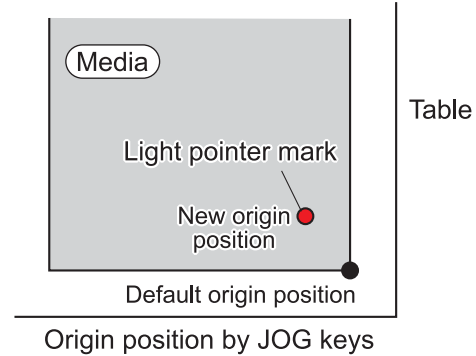 Media
Table
Light pointer mark
New origin
position
Default origin position
Origin position by JOG keys